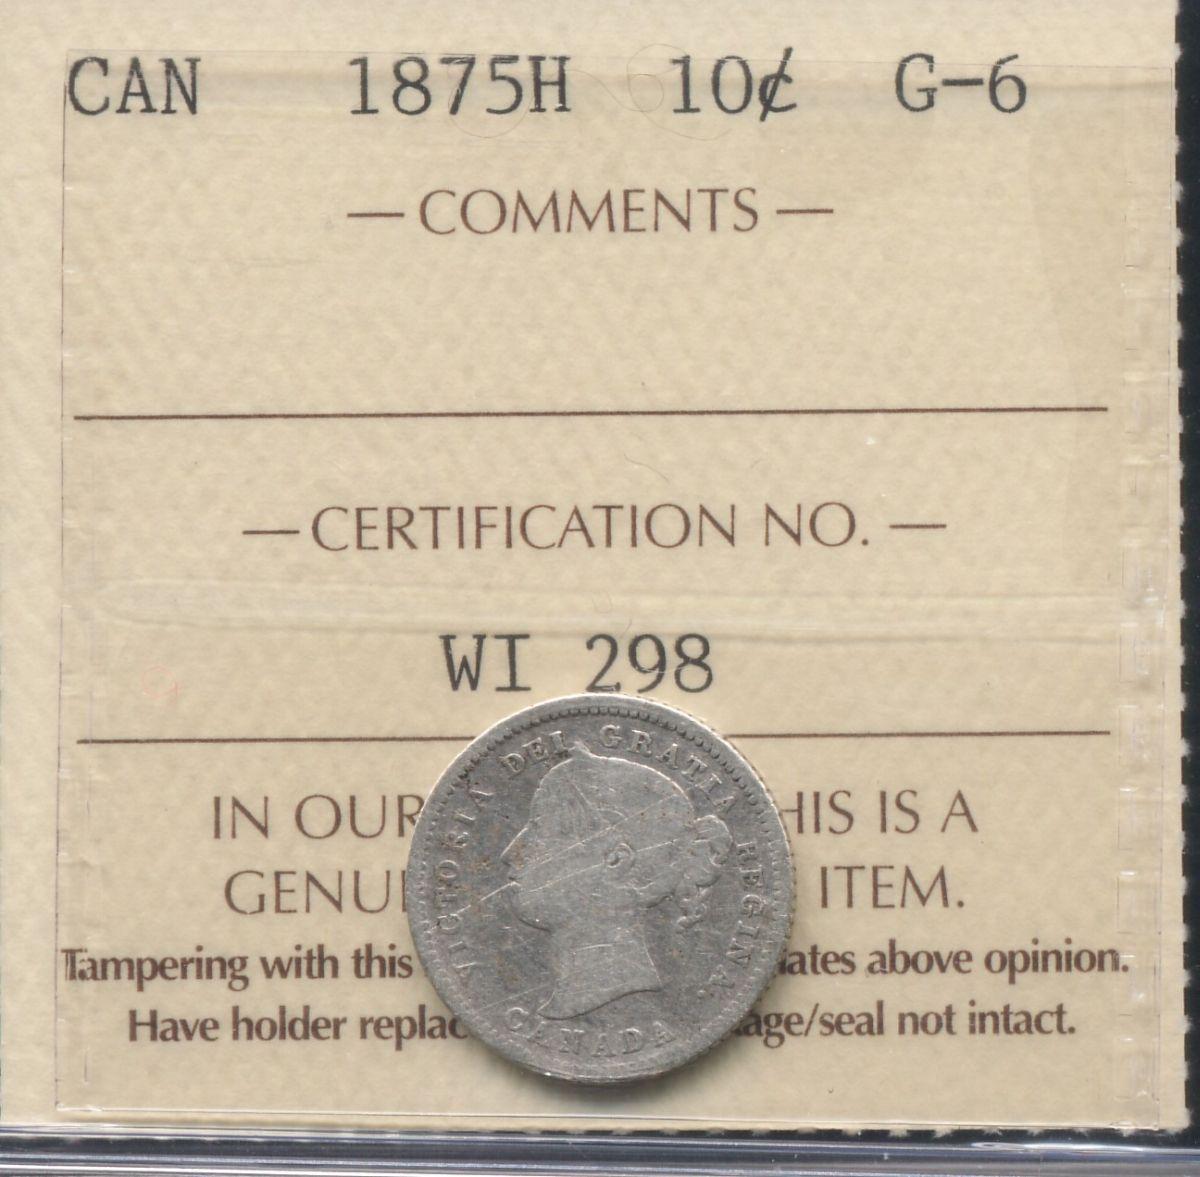 CAN 1875H 10¢ G-6
— COMMENTS —
— CERTIFICATION NO. —
WI 298
VICTORIA DEI GRATIA REGINA.
CANADA
IN OUR HIS IS A
GENUI ITEM.
Tampering with this ates above opinion.
Have holder replac age/seal not intact.